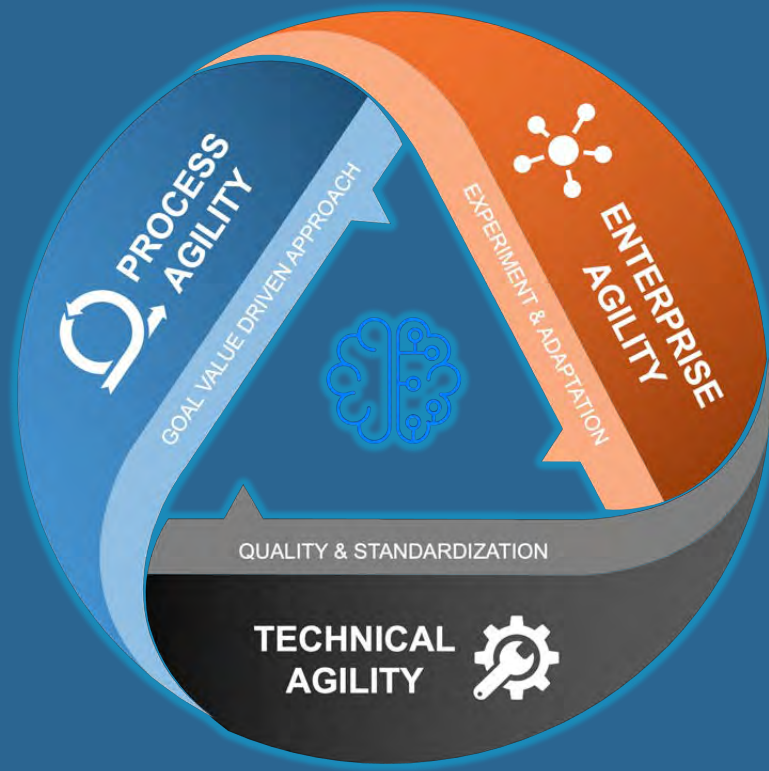 PROCESS
AGILITY
GOAL VALUE DRIVEN APPROACH
ENTERPRISE
AGILITY
EXPERIMENT & ADAPTATION
QUALITY & STANDARDIZATION
TECHNICAL
AGILITY